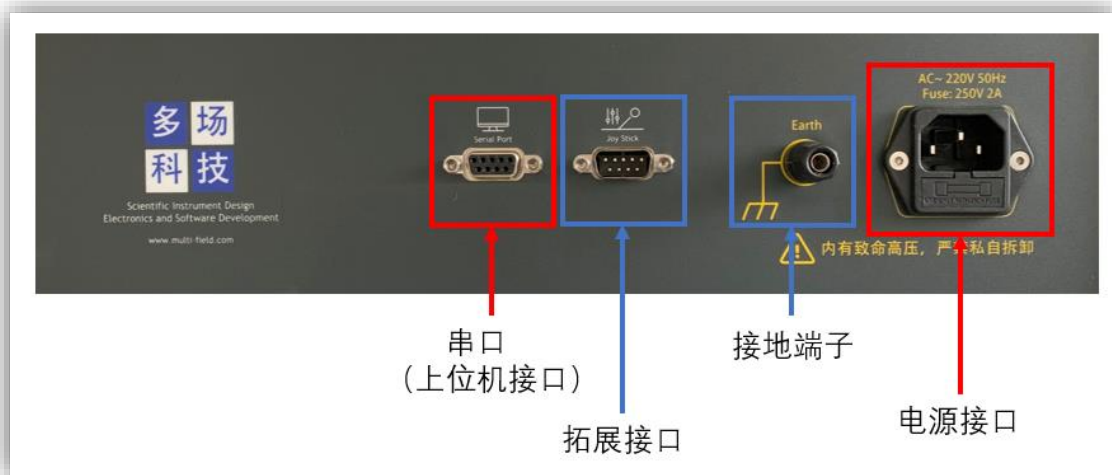 多场
科技
Scientific Instrument Design
Electronics and Software Development
www.multi-field.com
Serial Port
Joy Stick
Earth
AC~ 220V 50Hz
Fuse: 250V 2A
内有致命高压，严禁私自拆卸
串口
（上位机接口）
拓展接口
接地端子
电源接口